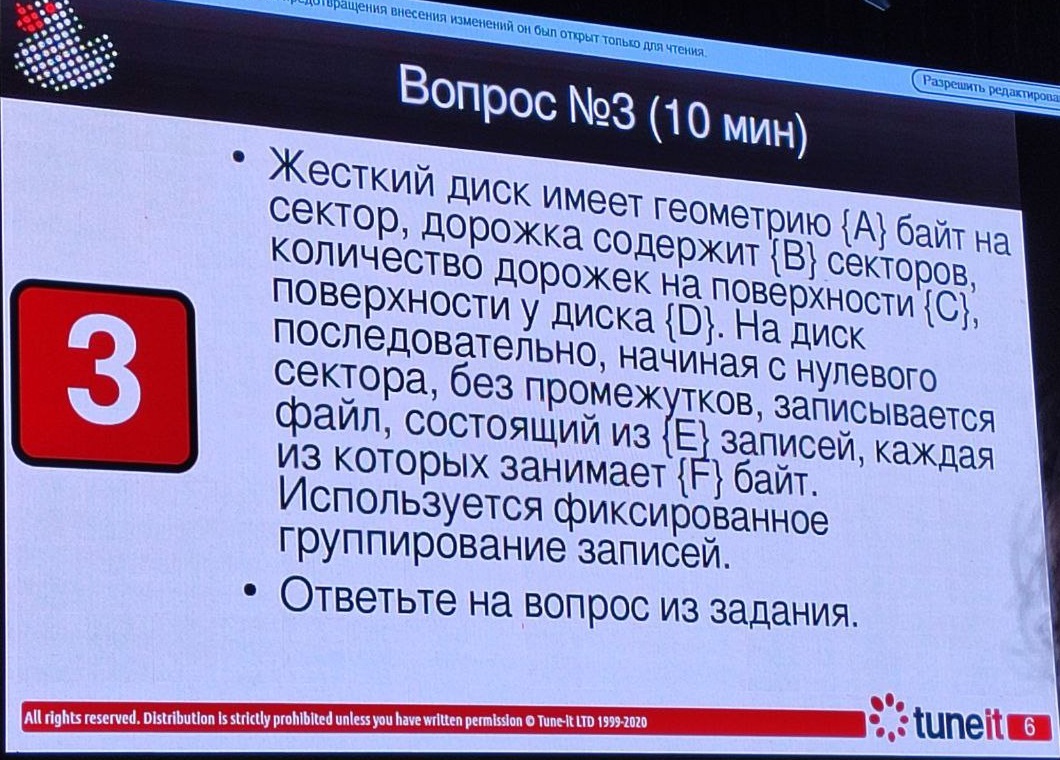 внесения изменений он был открыт только для чтения.
Разрешить
Вопрос №3 (10 мин)
• Жесткий диск имеет геометрию {A} байт на
сектор, дорожка содержит {B} секторов,
количество дорожек на поверхности {C},
поверхности у диска {D}. На диск
последовательно, начиная с нулевого
сектора, без промежутков, записывается
файл, состоящий из {E} записей, каждая
из которых занимает {F} байт.
Используется фиксированное
группирование записей.
• Ответьте на вопрос из задания.
3
All rights reserved. Distribution is strictly prohibited unless you have written permission © Tune-it LTD 1999-2020
tuneit
6